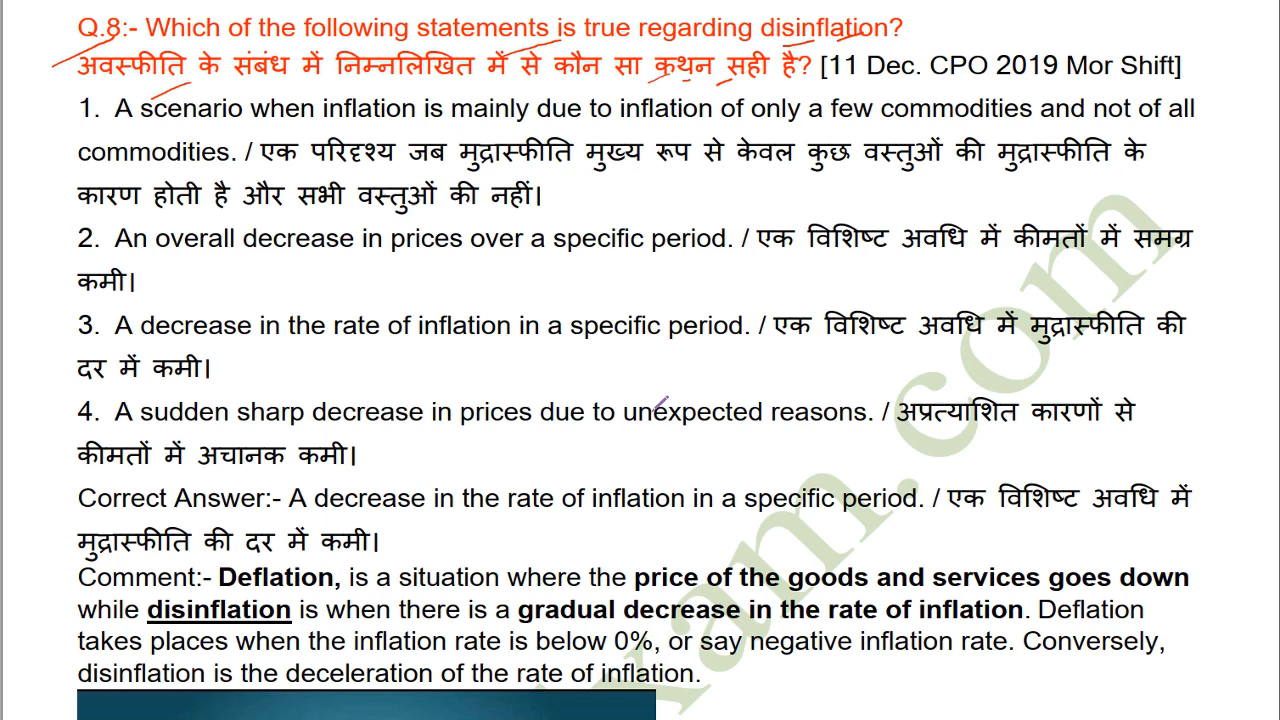 Q.8:- Which of the following statements is true regarding disinflation?
अवस्फीति के संबंध में निम्नलिखित में से कौन सा कथन सही है? [11 Dec. CPO 2019 Mor Shift]
1. A scenario when inflation is mainly due to inflation of only a few commodities and not of all
commodities. / एक परिदृश्य जब मुद्रास्फीति मुख्य रूप से केवल कुछ वस्तुओं की मुद्रास्फीति के
कारण होती है और सभी वस्तुओं की नहीं।
2. An overall decrease in prices over a specific period. / एक विशिष्ट अवधि में कीमतों में समग्र
कमी।
3. A decrease in the rate of inflation in a specific period. / एक विशिष्ट अवधि में मुद्रास्फीति की
दर में कमी।
4. A sudden sharp decrease in prices due to unexpected reasons. / अप्रत्याशित कारणों से
कीमतों में अचानक कमी।
Correct Answer:- A decrease in the rate of inflation in a specific period. / एक विशिष्ट अवधि में
मुद्रास्फीति की दर में कमी।
Comment:- Deflation, is a situation where the price of the goods and services goes down
while disinflation is when there is a gradual decrease in the rate of inflation. Deflation
takes places when the inflation rate is below 0%, or say negative inflation rate. Conversely,
disinflation is the deceleration of the rate of inflation.